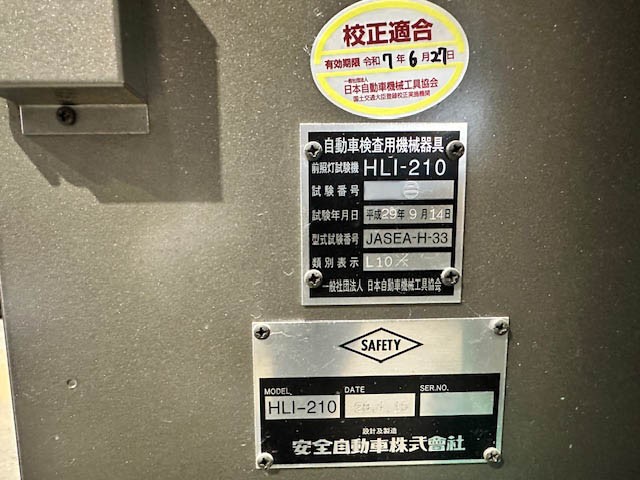 校正適合
有効期限 令和 7 年 6 月 27 日
一般社団法人
日本自動車機械工具協会
国土交通大臣登録校正実施機関
自動車検査用機械器具
前照灯試験機 HLI-210
試験番号
試験年月日 平成 29 年 9 月 14 日
型式試験番号 JASEA-H-33
類別表示 L10
一般社団法人 日本自動車機械工具協会
SAFETY
MODEL DATE SER.NO.
HLI-210
設計及製造
安全自動車株式會社